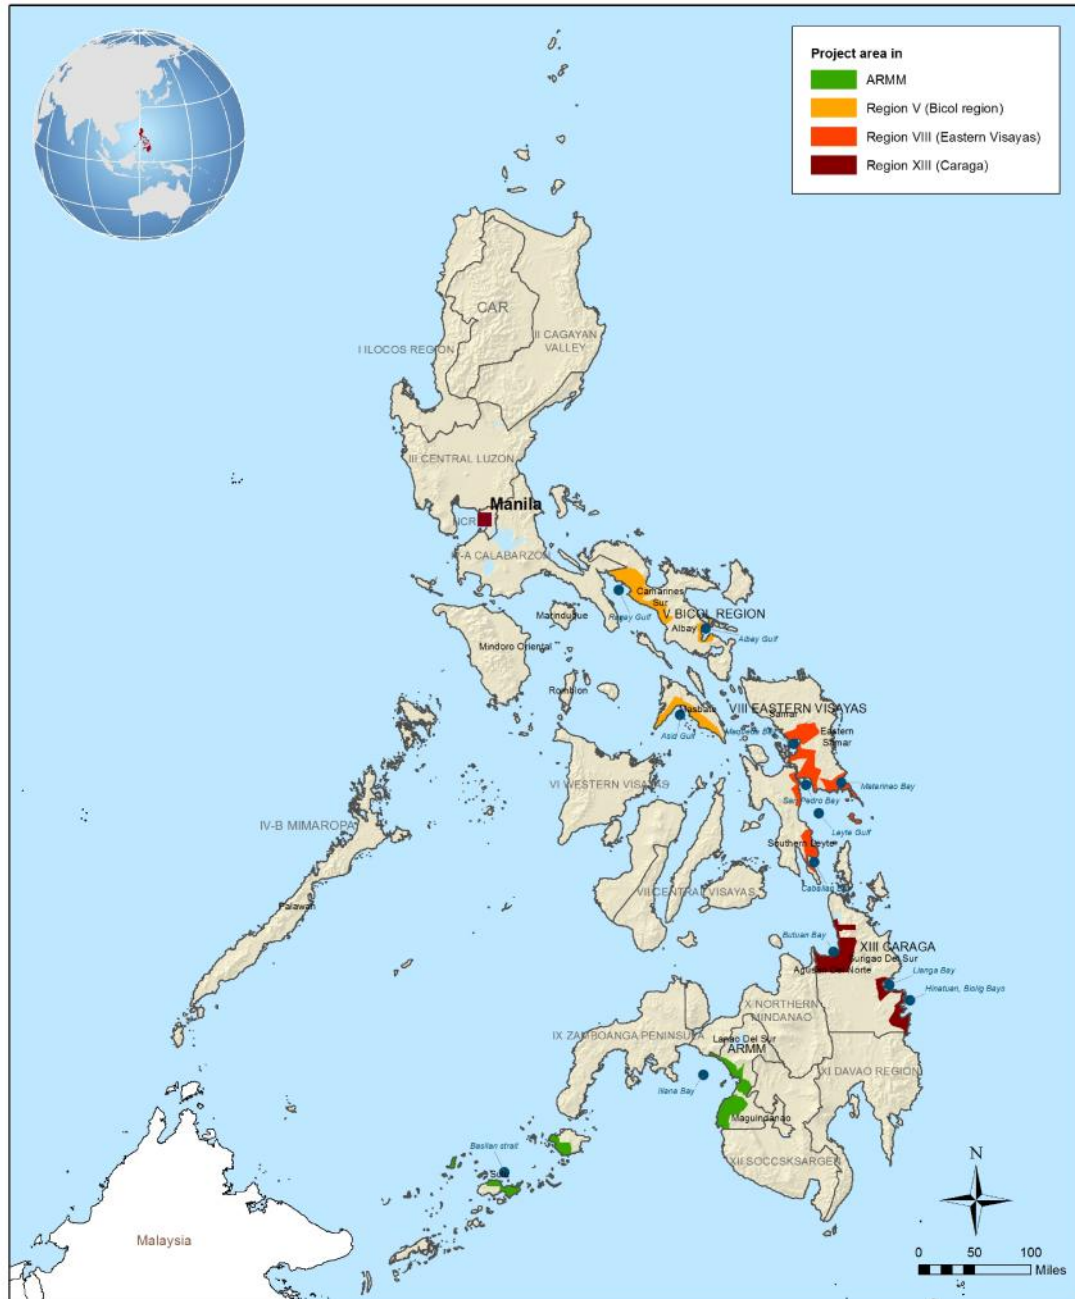 Project area in
ARMM
Region V (Bicol region)
Region VIII (Eastern Visayas)
Region XIII (Caraga)
CAR
II CAGAYAN
VALLEY
I ILOCOS REGION
III CENTRAL LUZON
Manila
NCR
IV-A CALABARZON
Camarines
Sur
Ragay Gulf
Marinduque
V BICOL REGION
Albay
Albay Gulf
Mindoro Oriental
Romblon
Masbate
VIII EASTERN VISAYAS
Samar
Eastern
Samar
Asid Gulf
VI WESTERN VISAYAS
Matarinao Bay
San Pedro Bay
Leyte Gulf
IV-B MIMAROPA
Southern Leyte
VII CENTRAL VISAYAS
Palawan
Butuan Bay
XIII CARAGA
Surigao Del Sur
Agusan Del Norte
Lianga Bay
Hinatuan, Bislig Bays
X NORTHERN
MINDANAO
IX ZAMBOANGA PENINSULA
Lanao Del Sur
ARMM
XI DAVAO REGION
Illana Bay
Maguindanao
Basilan strait
Sulu
XII SOCCSKSARGEN
Malaysia
N
0 25 50 100
Miles